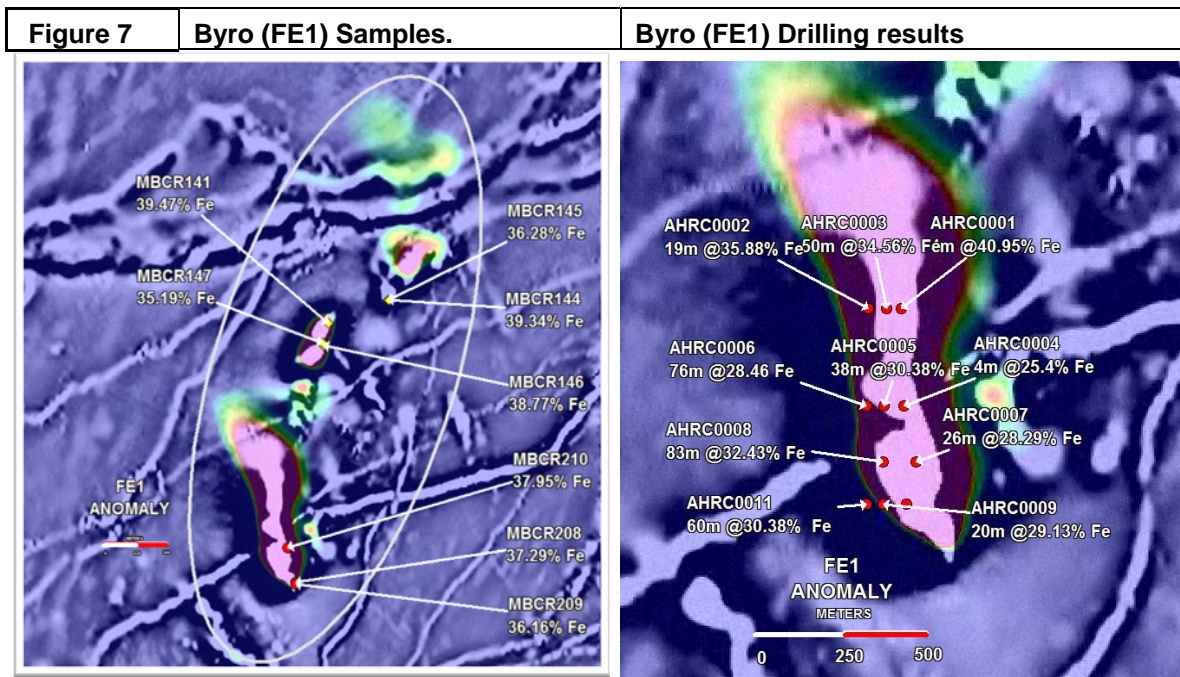 Figure 7
Byro (FE1) Samples.
Byro (FE1) Drilling results
MBCR141
39.47% Fe
MBCR145
36.28% Fe
MBCR147
35.19% Fe
MBCR144
39.34% Fe
MBCR146
38.77% Fe
MBCR210
37.95% Fe
FE1
ANOMALY
MBCR208
37.29% Fe
MBCR209
36.16% Fe
AHRC0002
19m @35.88% Fe
AHRC0003
50m @34.56% Fe
AHRC0001
@40.95% Fe
AHRC0006
76m @28.46 Fe
AHRC0005
38m @30.38% Fe
AHRC0004
4m @25.4% Fe
AHRC0007
26m @28.29% Fe
AHRC0008
83m @32.43% Fe
AHRC0011
60m @30.38% Fe
AHRC0009
20m @29.13% Fe
FE1
ANOMALY
METERS
0 250 500